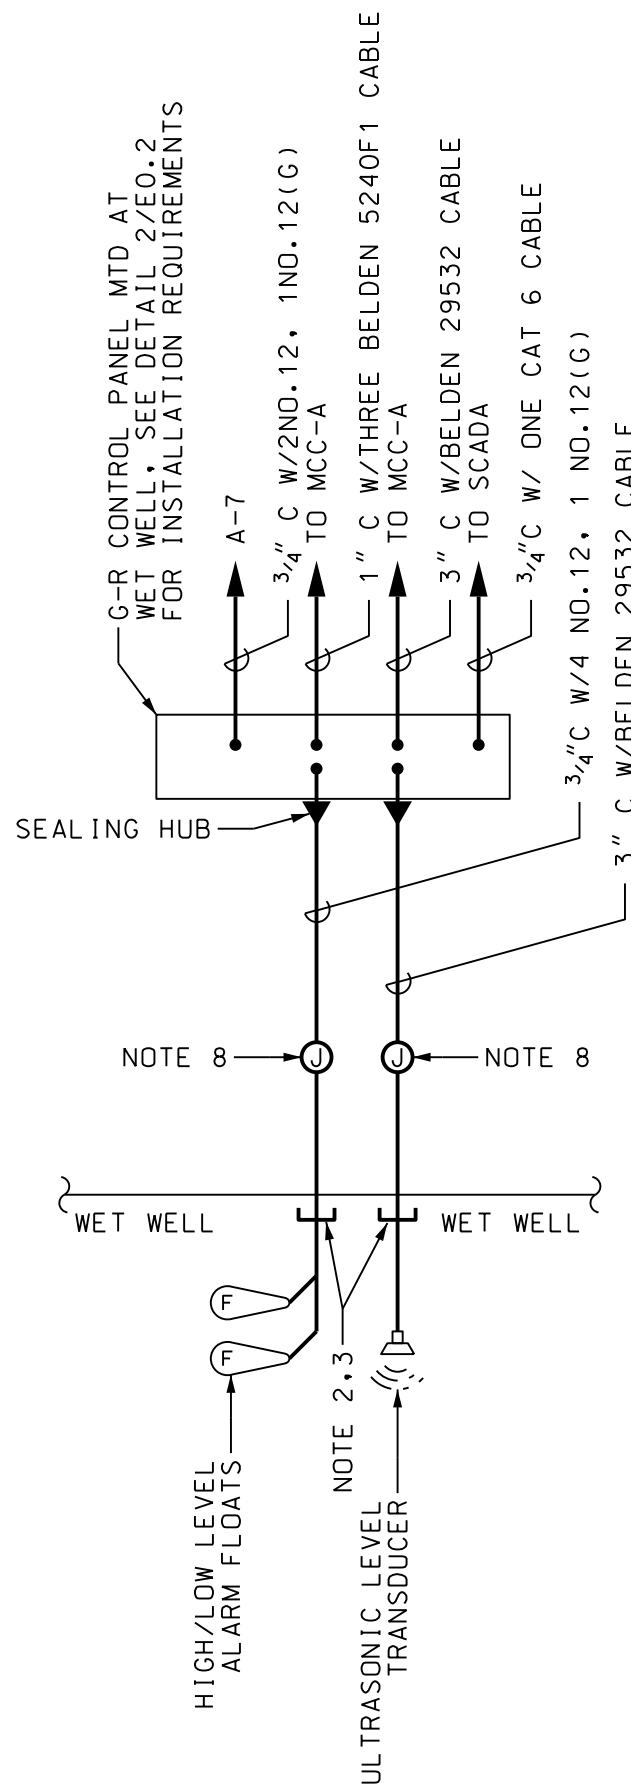 G-R CONTROL PANEL MTD AT
WET WELL, SEE DETAIL 2/E0.2
FOR INSTALLATION REQUIREMENTS
A-7
3/4" C W/2NO.12, 1NO.12(G)
TO MCC-A
1" C W/THREE BELDEN 5240F1 CABLE
TO MCC-A
3" C W/BELDEN 29532 CABLE
TO SCADA
3/4"C W/ ONE CAT 6 CABLE
3/4"C W/4 NO.12, 1 NO.12(G)
3" C W/BELDEN 29532 CABLE
SEALING HUB
NOTE 8
J
J
NOTE 8
WET WELL
WET WELL
F
F
NOTE 2,3
HIGH/LOW LEVEL
ALARM FLOATS
ULTRASONIC LEVEL
TRANSDUCER